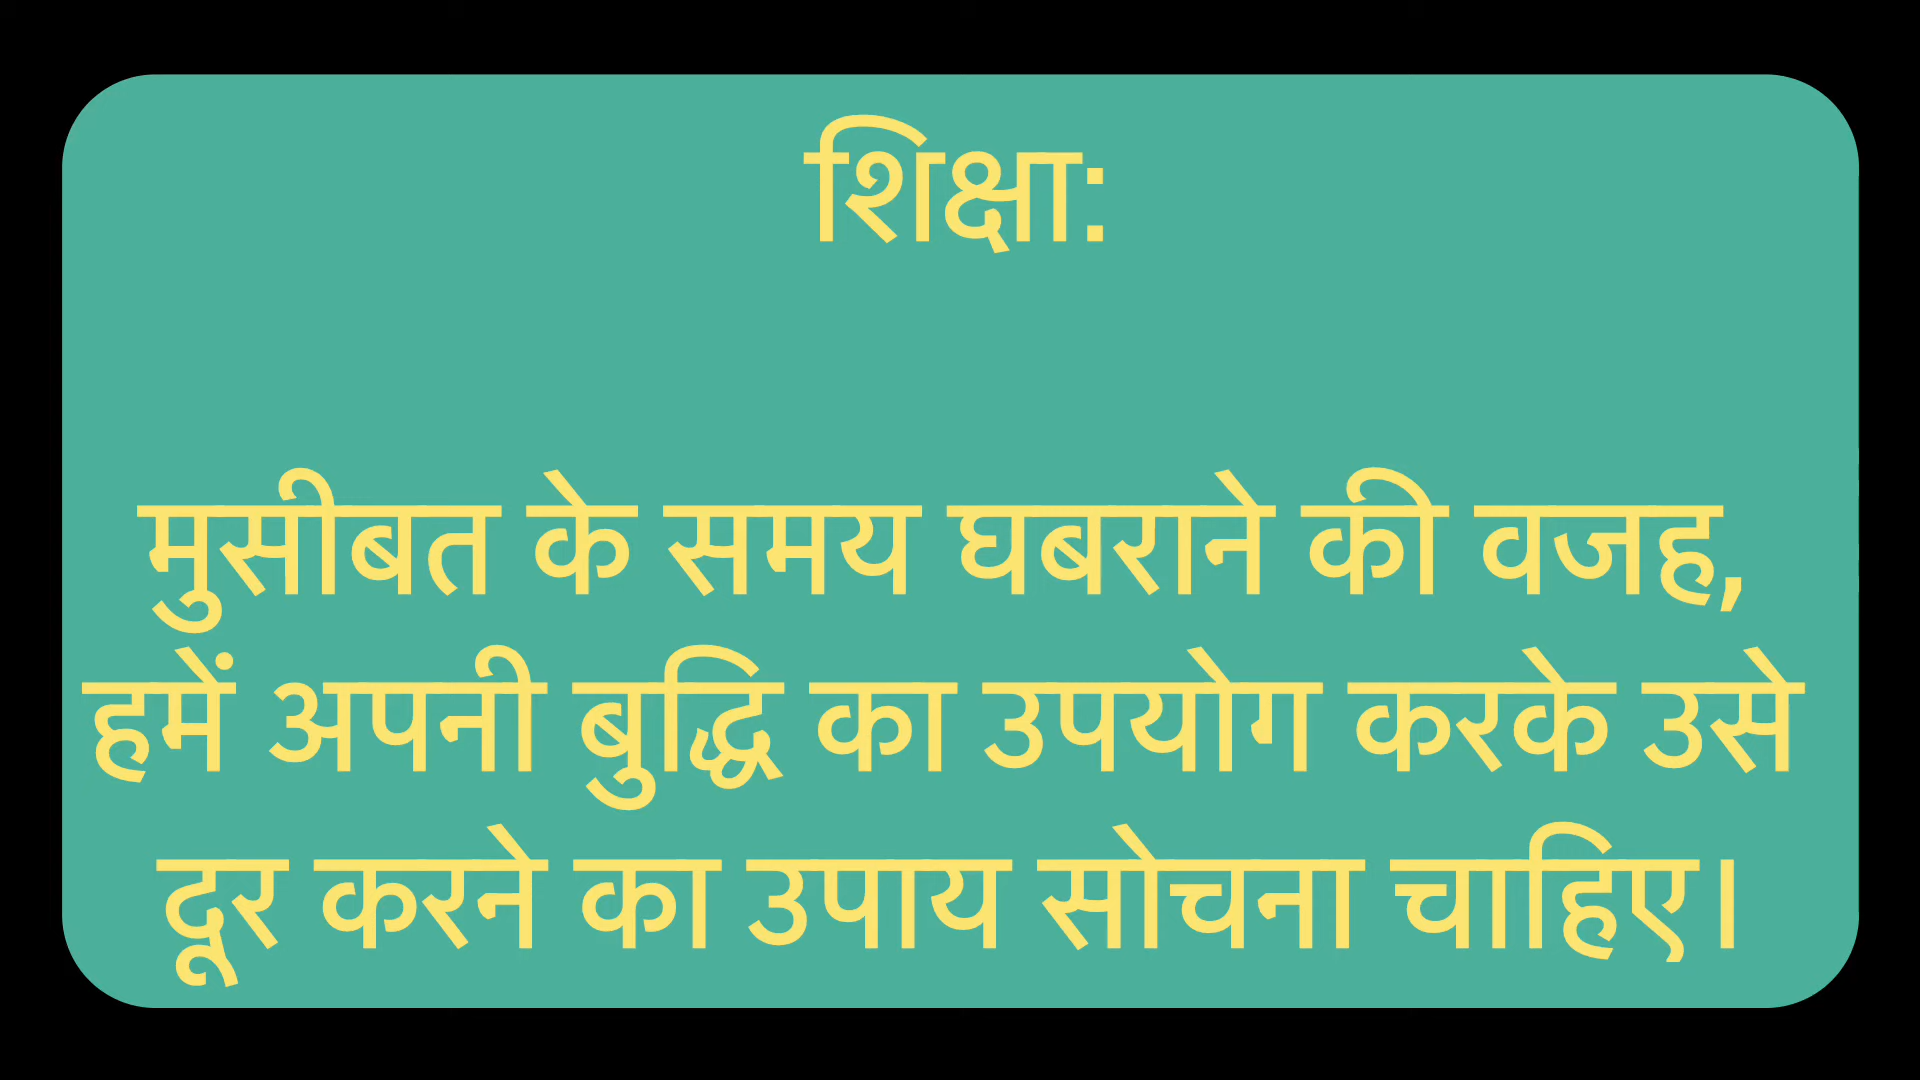 शिक्षा:
मुसीबत के समय घबराने की वजह,
हमें अपनी बुद्धि का उपयोग करके उसे
दूर करने का उपाय सोचना चाहिए।